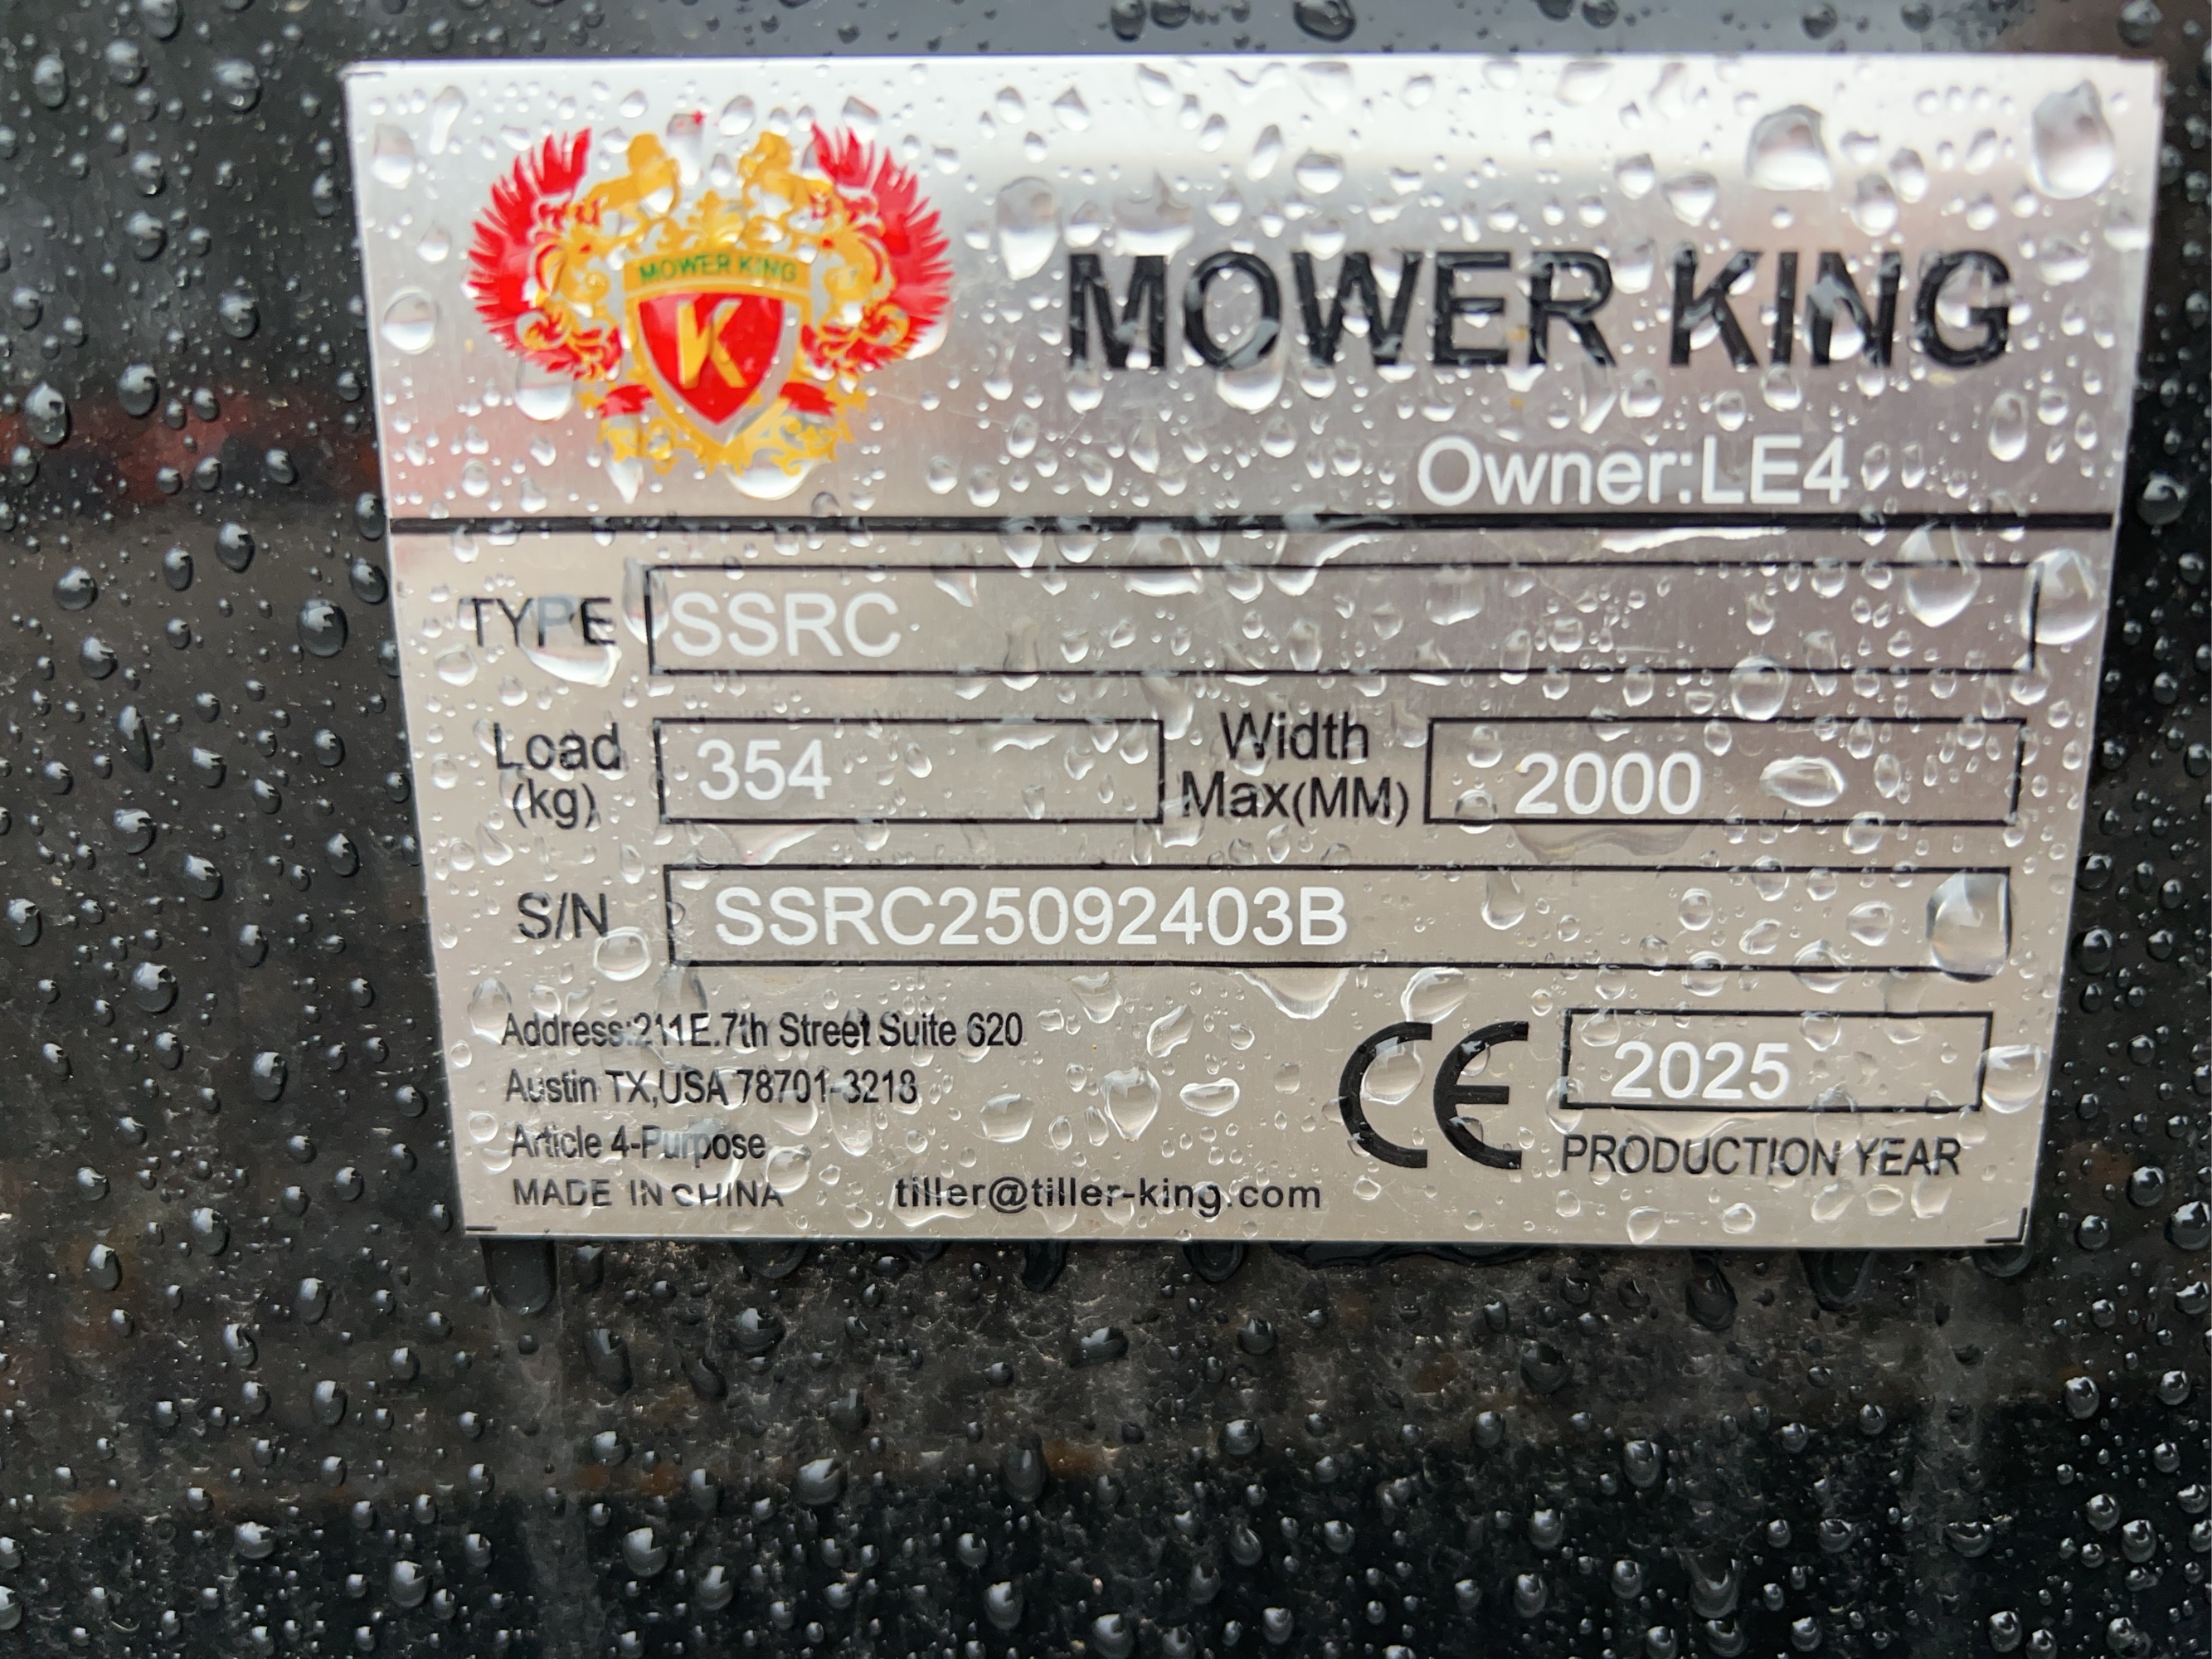 MOWER KING
K
MOWER KING
Owner:LE4
TYPE SSRC
Load (kg) 354 Width Max(MM) 2000
S/N SSRC25092403B
Address:211E.7th Street Suite 620
Austin TX,USA 78701-3218
Article 4-Purpose
MADE IN CHINA tiller@tiller-king.com
CE 2025
PRODUCTION YEAR